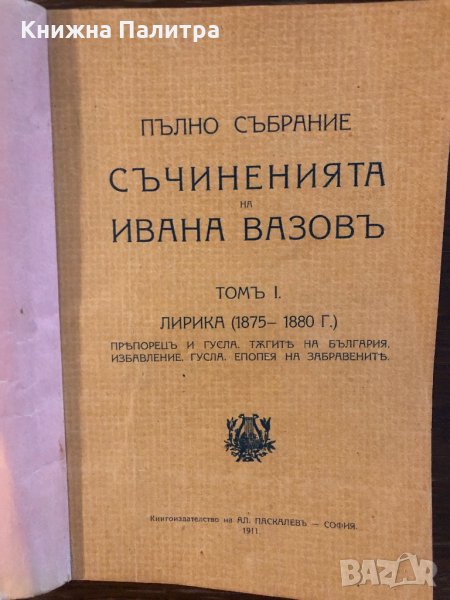 Книжна Палитра
ПЪЛНО СЪБРАНИЕ
СЪЧИНЕНИЯТА
НА
ИВАНА ВАЗОВЪ
ТОМЪ I.
ЛИРИКА (1875– 1880 Г.)
ПРѢПОРЕЦЪ И ГУСЛА. ТѪГИТѢ НА БЪЛГАРИЯ.
ИЗБАВЛЕНИЕ. ГУСЛА. ЕПОПЕЯ НА ЗАБРАВЕНИТѢ.
Книгоиздателство на АЛ. ПАСКАЛЕВЪ — СОФИЯ.
1911
BAZAR